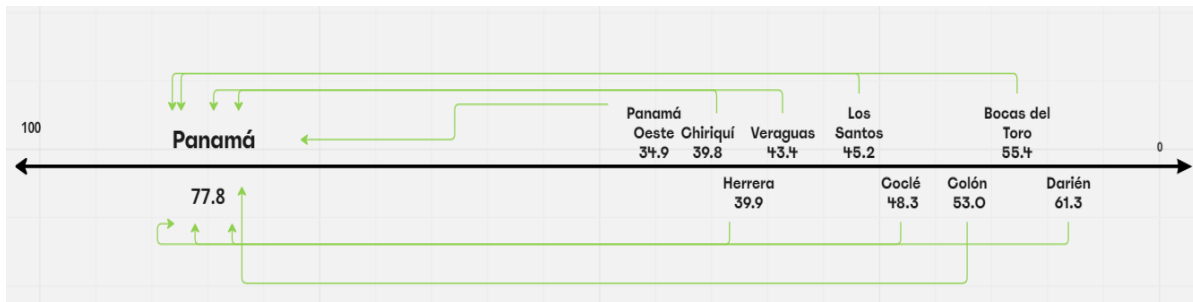 100
Panamá
Panamá
Oeste
34.9
Chiriquí
39.8
Veraguas
43.4
Los
Santos
45.2
Bocas del
Toro
55.4
0
77.8
Herrera
39.9
Coclé
48.3
Colón
53.0
Darién
61.3